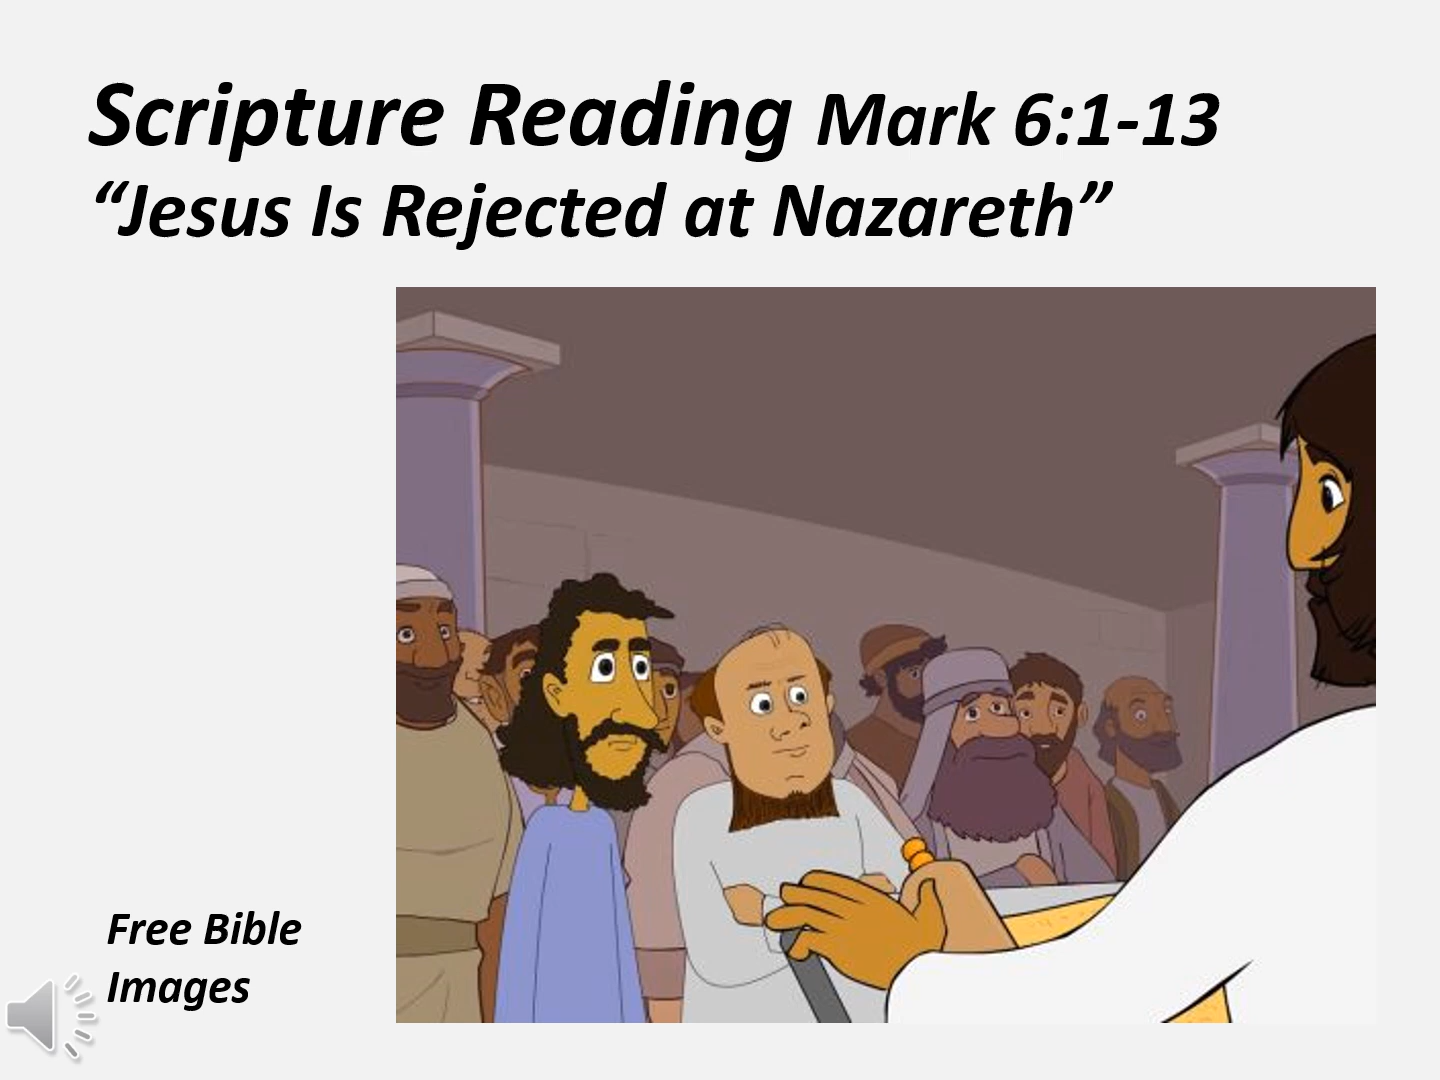 Scripture Reading Mark 6:1-13
“Jesus Is Rejected at Nazareth”
Free Bible
Images